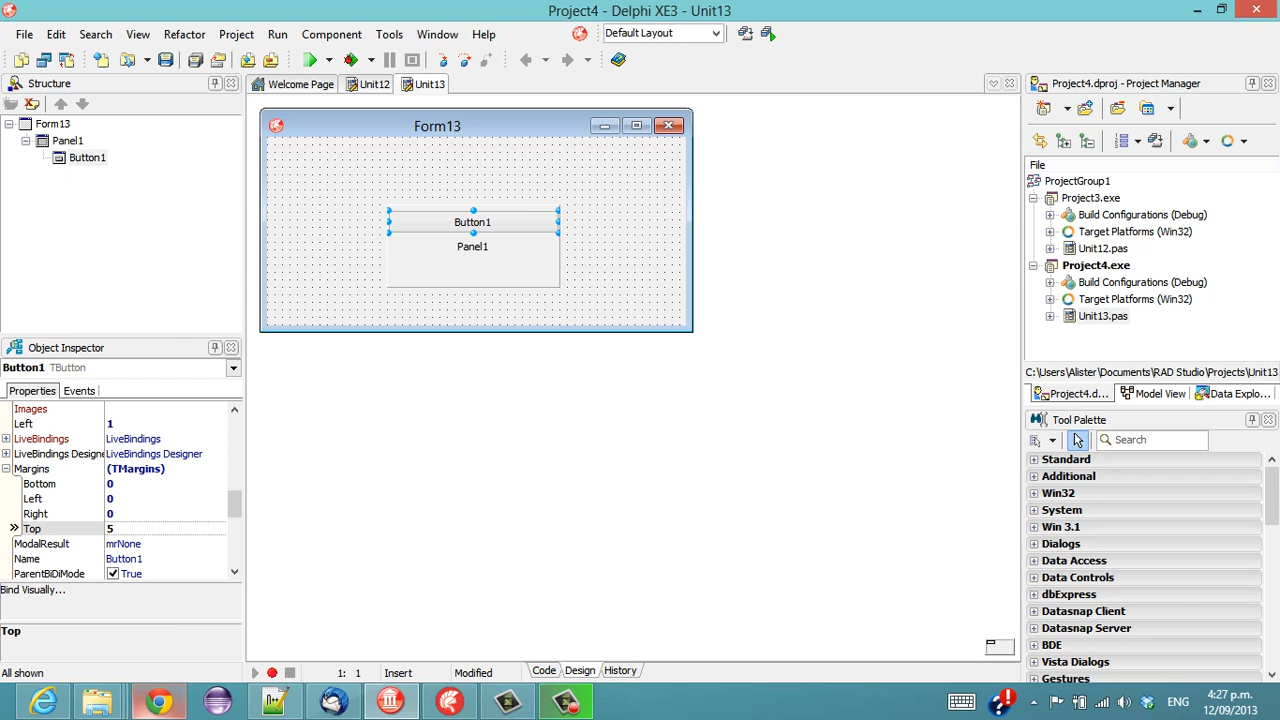 Project4 - Delphi XE3 - Unit13
File Edit Search View Refactor Project Run Component Tools Window Help
Default Layout
Structure
Form13
Panel1
Button1
Welcome Page Unit12 Unit13
Form13
Button1
Panel1
Object Inspector
Button1 TButton
Properties Events
Images
Left 1
LiveBindings LiveBindings
LiveBindings Designe LiveBindings Designer
Margins (TMargins)
Bottom 0
Left 0
Right 0
Top 5
ModalResult mrNone
Name Button1
ParentBiDiMode True
Bind Visually...
Top
All shown
1: 1 Insert Modified Code Design History
Project4.dproj - Project Manager
File
ProjectGroup1
Project3.exe
Build Configurations (Debug)
Target Platforms (Win32)
Unit12.pas
Project4.exe
Build Configurations (Debug)
Target Platforms (Win32)
Unit13.pas
C:\Users\Alister\Documents\RAD Studio\Projects\Unit13
Project4.d... Model View Data Explo...
Tool Palette
Search
Standard
Additional
Win32
System
Win 3.1
Dialogs
Data Access
Data Controls
dbExpress
Datasnap Client
Datasnap Server
BDE
Vista Dialogs
Gestures
ENG
4:27 p.m.
12/09/2013